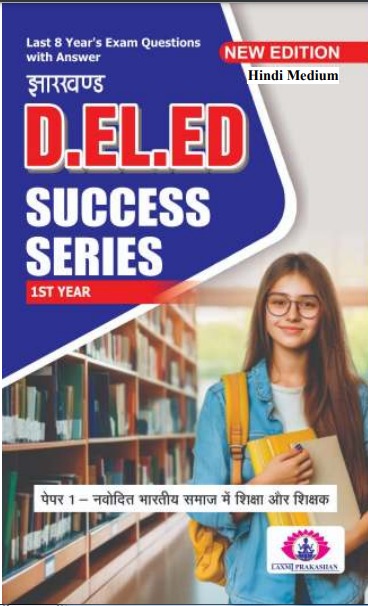 Last 8 Year's Exam Questions
with Answer
NEW EDITION
Hindi Medium
झारखण्ड
D.EL.ED
SUCCESS
SERIES
1ST YEAR
पेपर 1 – नवोदित भारतीय समाज में शिक्षा और शिक्षक
LAXMI PRAKASHAN